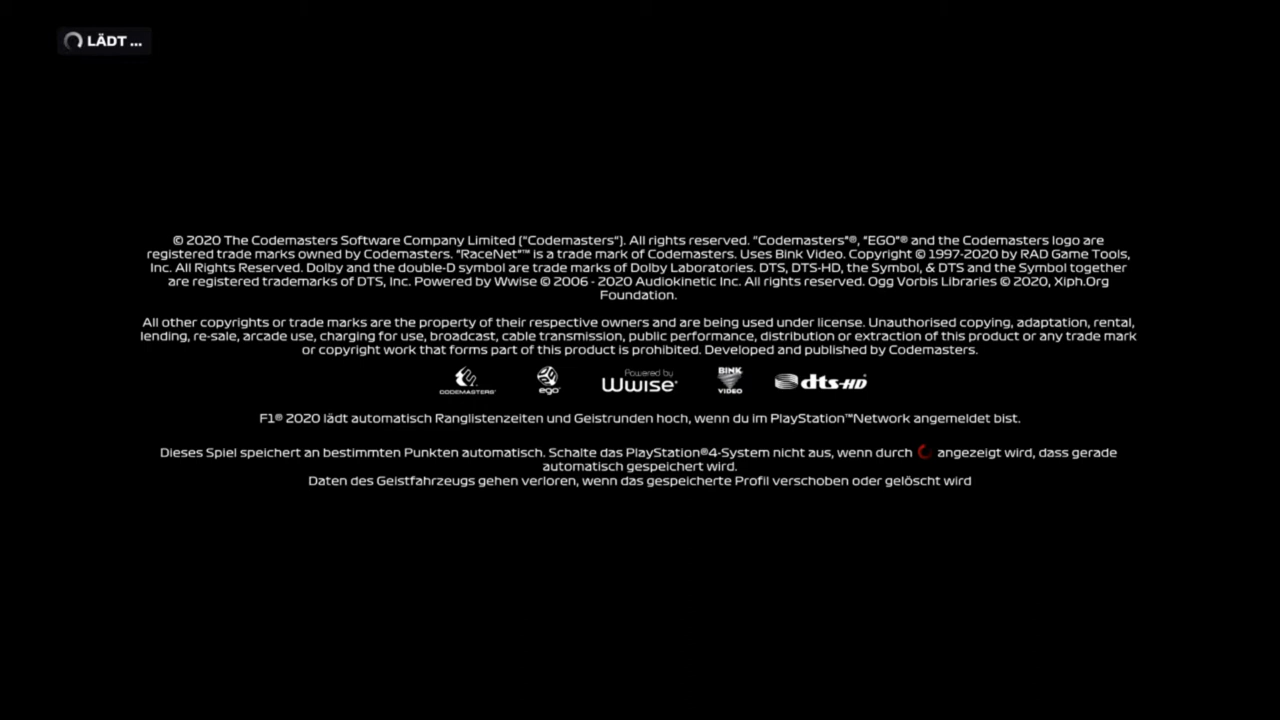 LÄDT ...
© 2020 The Codemasters Software Company Limited ("Codemasters"). All rights reserved. "Codemasters"®, "EGO"® and the Codemasters logo are
registered trade marks owned by Codemasters. "RaceNet"™ is a trade mark of Codemasters. Uses Bink Video. Copyright © 1997-2020 by RAD Game Tools,
Inc. All Rights Reserved. Dolby and the double-D symbol are trade marks of Dolby Laboratories. DTS, DTS-HD, the Symbol, & DTS and the Symbol together
are registered trademarks of DTS, Inc. Powered by Wwise © 2006 - 2020 Audiokinetic Inc. All rights reserved. Ogg Vorbis Libraries © 2020, Xiph.Org
Foundation.
All other copyrights or trade marks are the property of their respective owners and are being used under license. Unauthorised copying, adaptation, rental,
lending, re-sale, arcade use, charging for use, broadcast, cable transmission, public performance, distribution or extraction of this product or any trade mark
or copyright work that forms part of this product is prohibited. Developed and published by Codemasters.
CODEMASTERS®
ego®
Powered by
Wwise®
BINK
VIDEO
dts-HD
F1® 2020 lädt automatisch Ranglistenzeiten und Geistrunden hoch, wenn du im PlayStation™Network angemeldet bist.
Dieses Spiel speichert an bestimmten Punkten automatisch. Schalte das PlayStation®4-System nicht aus, wenn durch angezeigt wird, dass gerade
automatisch gespeichert wird.
Daten des Geistfahrzeugs gehen verloren, wenn das gespeicherte Profil verschoben oder gelöscht wird